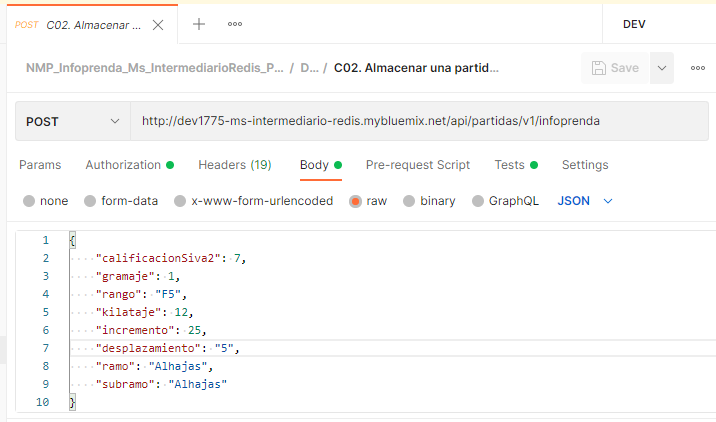 POST C02. Almacenar ...
DEV
NMP_Infoprenda_Ms_IntermediarioRedis_P... / D... / C02. Almacenar una partid...
Save
POST http://dev1775-ms-intermediario-redis.mybluemix.net/api/partidas/v1/infoprenda
Params Authorization Headers (19) Body Pre-request Script Tests Settings
none form-data x-www-form-urlencoded raw binary GraphQL JSON
1 {
2 "calificacionSiva2": 7,
3 "gramaje": 1,
4 "rango": "F5",
5 "kilataje": 12,
6 "incremento": 25,
7 "desplazamiento": "5",
8 "ramo": "Alhajas",
9 "subramo": "Alhajas"
10 }